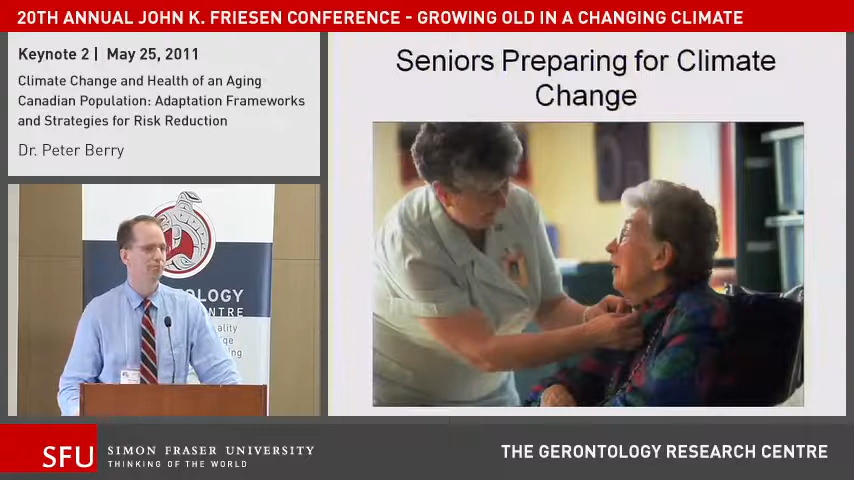 20TH ANNUAL JOHN K. FRIESEN CONFERENCE - GROWING OLD IN A CHANGING CLIMATE
Keynote 2 | May 25, 2011
Climate Change and Health of an Aging
Canadian Population: Adaptation Frameworks
and Strategies for Risk Reduction
Dr. Peter Berry
Seniors Preparing for Climate
Change
SFU
SIMON FRASER UNIVERSITY
THINKING OF THE WORLD
THE GERONTOLOGY RESEARCH CENTRE